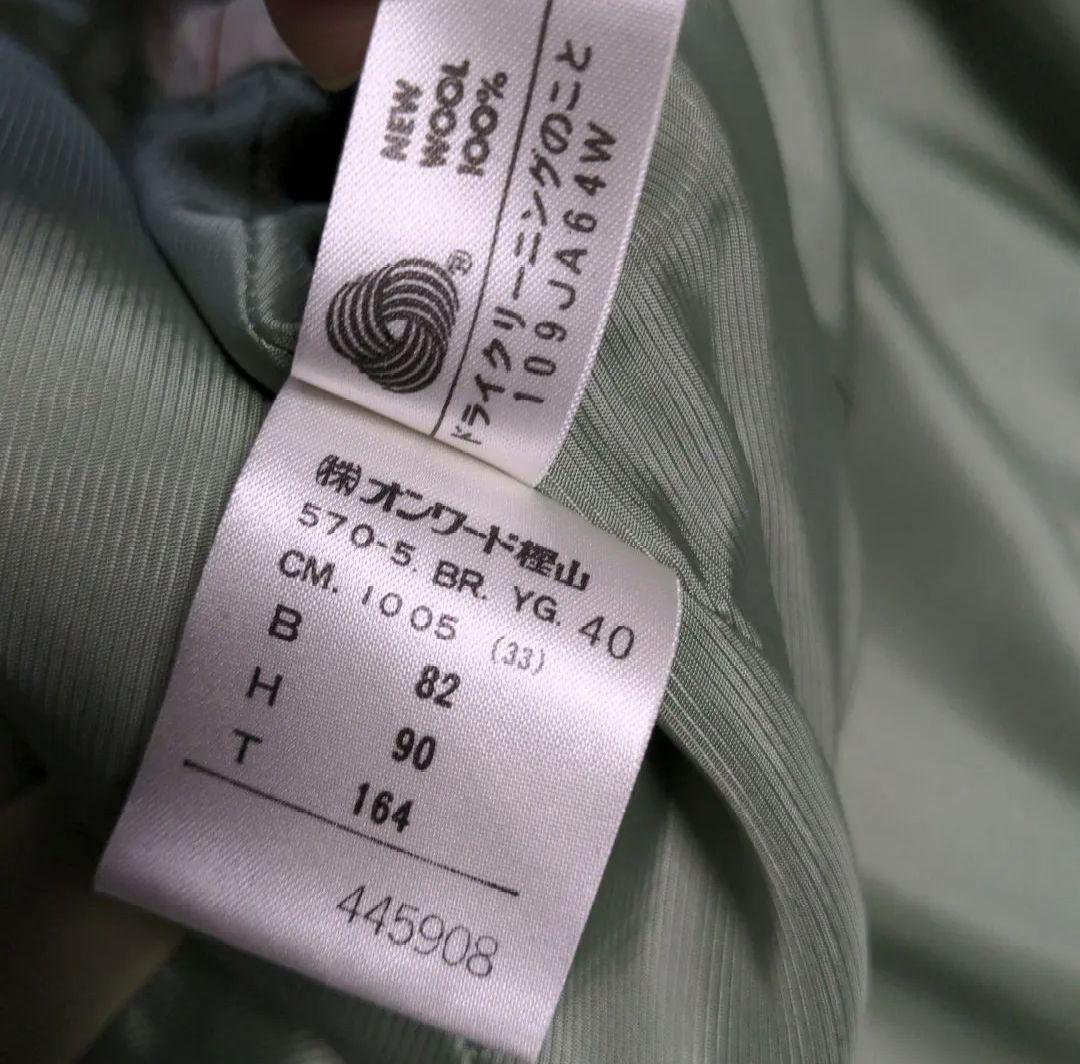 NEW
WOOL
100%
®
ドライクリーニングのこと
109JA64W
(株)オンワード樫山
570-5. BR. YG. 40
CM. 1005 (33)
B 82
H 90
T 164
445908